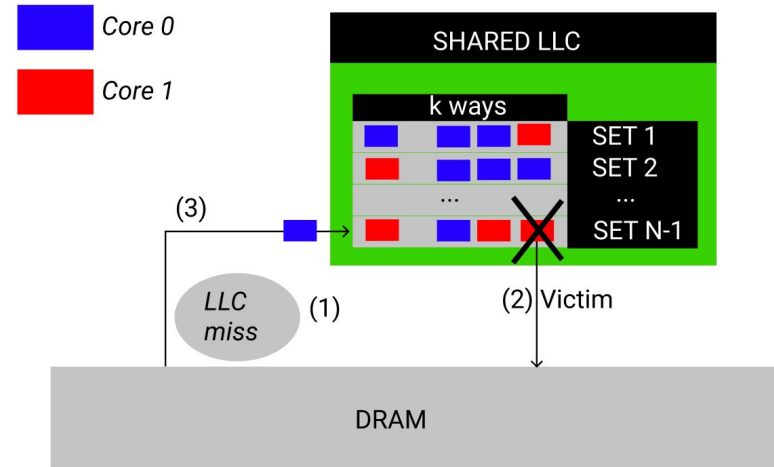 Core 0
Core 1
SHARED LLC
k ways
SET 1
SET 2
... ...
SET N-1
(3)
LLC
miss
(1)
(2) Victim
DRAM